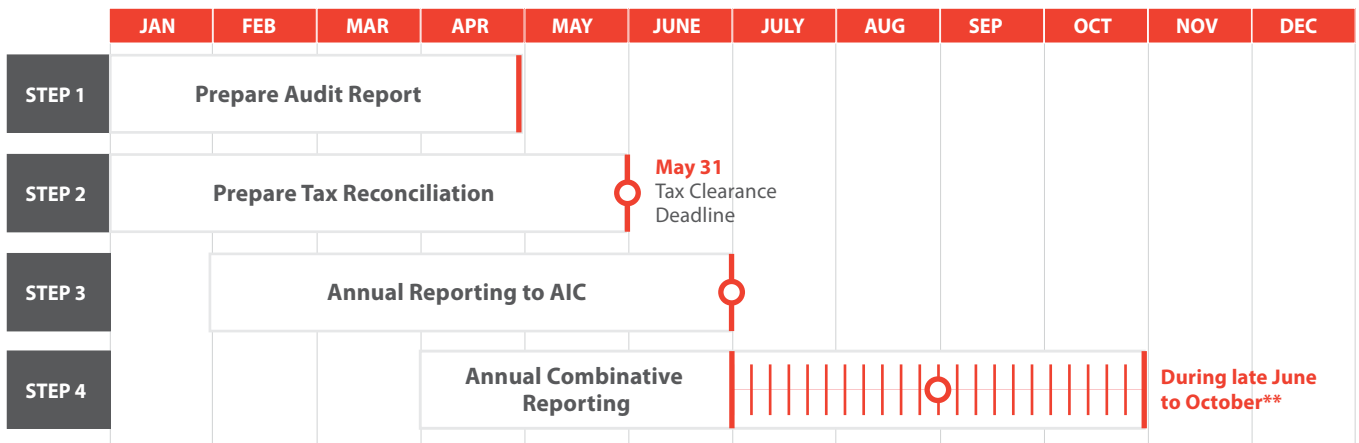 JAN FEB MAR APR MAY JUNE JULY AUG SEP OCT NOV DEC
STEP 1
Prepare Audit Report
STEP 2
Prepare Tax Reconciliation
May 31
Tax Clearance
Deadline
STEP 3
Annual Reporting to AIC
STEP 4
Annual Combinative
Reporting
During late June
to October**